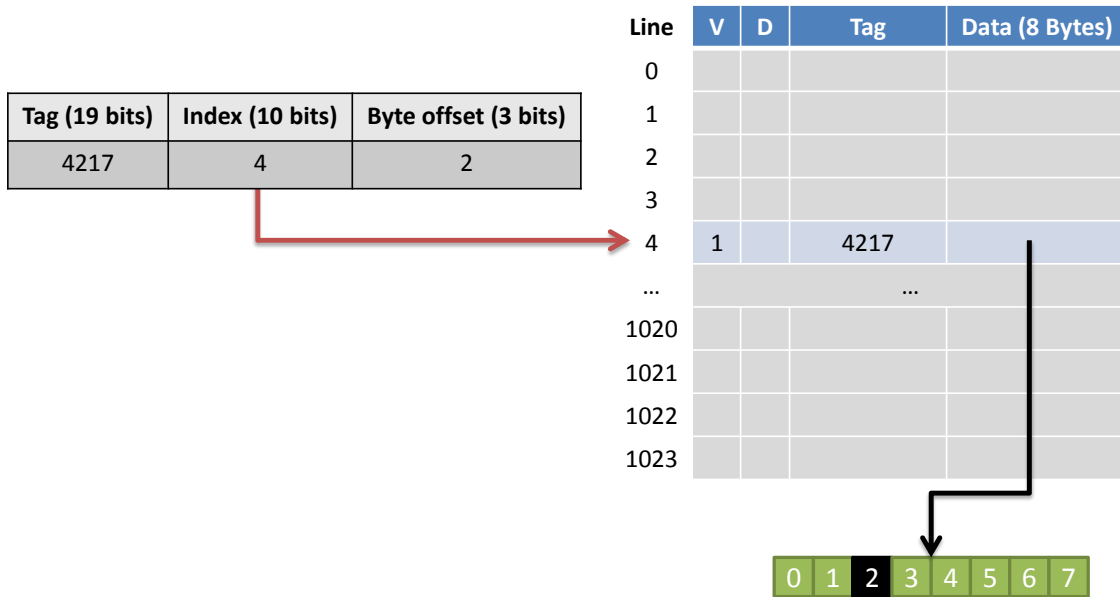 Line V D Tag Data (8 Bytes)
0
Tag (19 bits) Index (10 bits) Byte offset (3 bits)
1
4217 4 2
2
3
4 1 4217
... ...
1020
1021
1022
1023
0 1 2 3 4 5 6 7